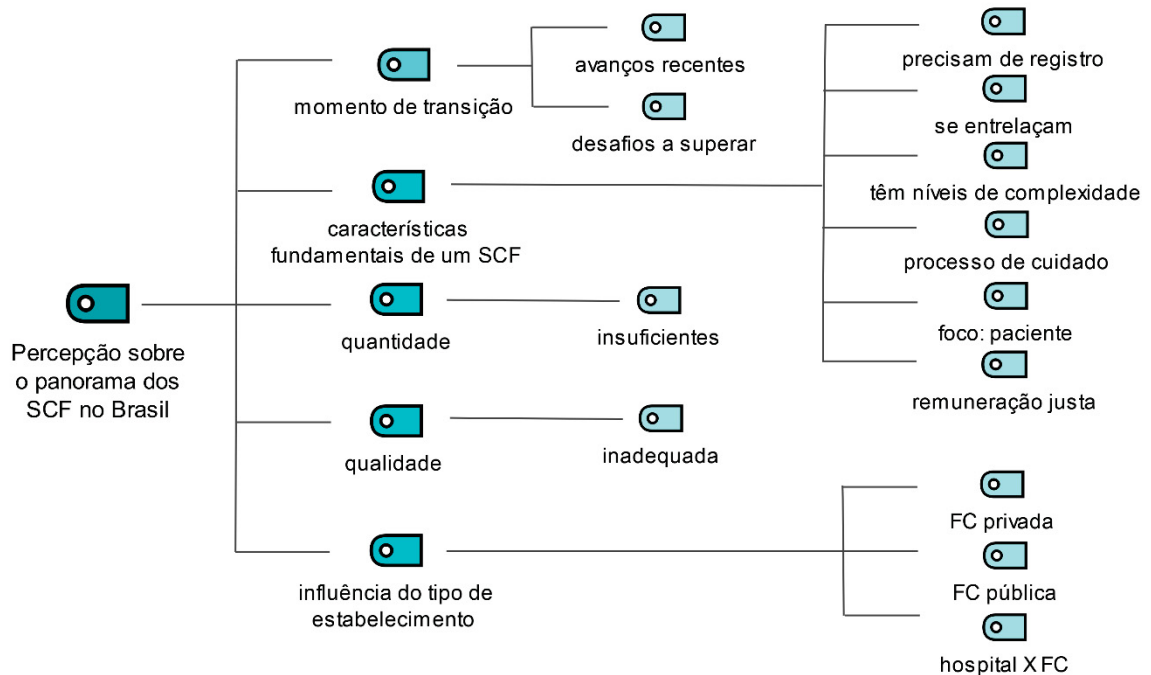 Percepção sobre
o panorama dos
SCF no Brasil
momento de transição
avanços recentes
desafios a superar
características
fundamentais de um SCF
precisam de registro
se entrelaçam
têm níveis de complexidade
processo de cuidado
foco: paciente
remuneração justa
quantidade
insuficientes
qualidade
inadequada
influência do tipo de
estabelecimento
FC privada
FC pública
hospital X FC